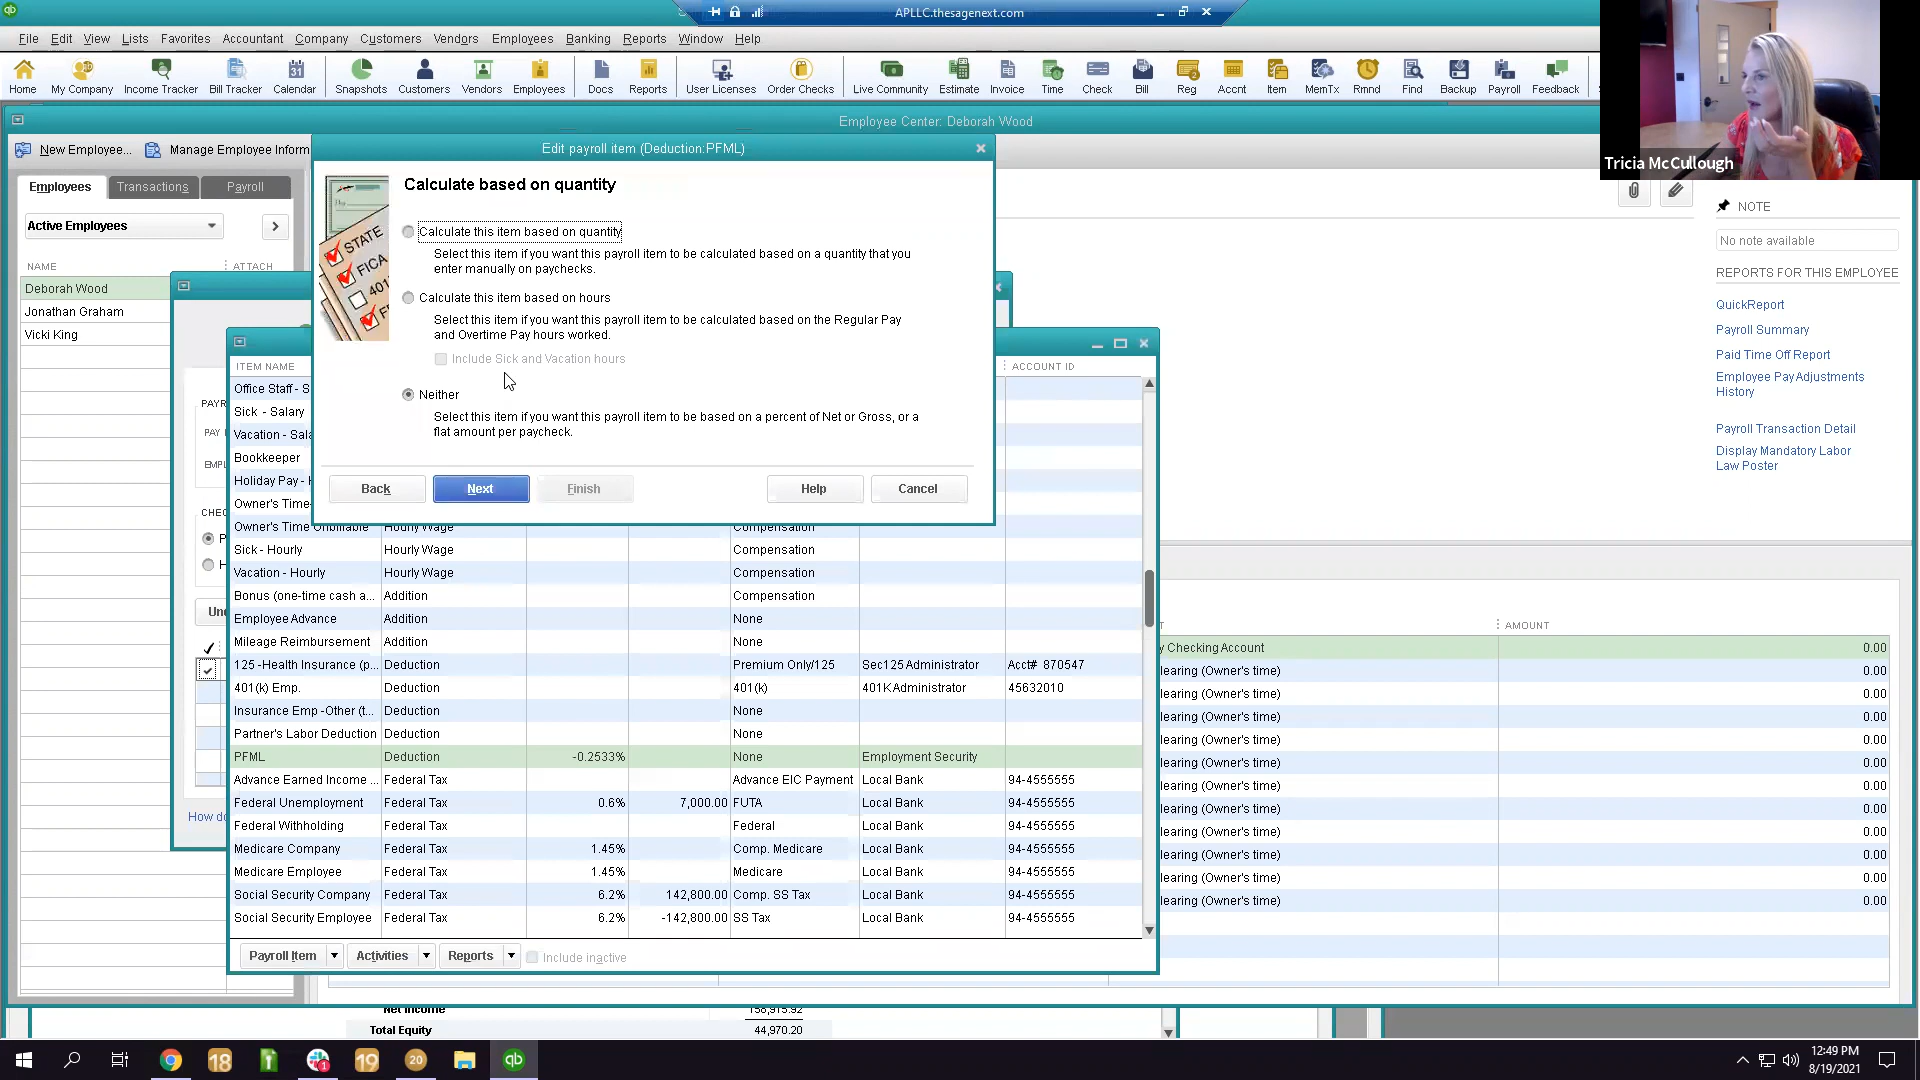 APLLC.thesagenext.com
File Edit View Lists Favorites Accountant Company Customers Vendors Employees Banking Reports Window Help
Home My Company Income Tracker Bill Tracker Calendar Snapshots Customers Vendors Employees Docs Reports User Licenses Order Checks Live Community Estimate Invoice Time Check Bill Reg Accnt Item MemTx Rmnd Find Backup Payroll Feedback
Tricia McCullough
Employee Center: Deborah Wood
New Employee... Manage Employee Inform
Employees Transactions Payroll
Active Employees
NAME ATTACH
Deborah Wood
Jonathan Graham
Vicki King
Edit payroll item (Deduction:PFML)
STATE
FICA
401
Calculate based on quantity
Calculate this item based on quantity
Select this item if you want this payroll item to be calculated based on a quantity that you
enter manually on paychecks.
Calculate this item based on hours
Select this item if you want this payroll item to be calculated based on the Regular Pay
and Overtime Pay hours worked.
Include Sick and Vacation hours
Neither
Select this item if you want this payroll item to be based on a percent of Net or Gross, or a
flat amount per paycheck.
Back Next Finish Help Cancel
NOTE
No note available
REPORTS FOR THIS EMPLOYEE
QuickReport
Payroll Summary
Paid Time Off Report
Employee Pay Adjustments
History
Payroll Transaction Detail
Display Mandatory Labor
Law Poster
PAYR
PAY
EMPL
CHEC
P
H
Un
How do
ITEM NAME ACCOUNT ID
Office Staff - S
Sick - Salary
Vacation - Sala
Bookkeeper
Holiday Pay - H
Owner's Time-
Owner's Time Unbillable Hourly Wage Compensation
Sick - Hourly Hourly Wage Compensation
Vacation - Hourly Hourly Wage Compensation
Bonus (one-time cash a... Addition Compensation
Employee Advance Addition None
Mileage Reimbursement Addition None
125 -Health Insurance (p... Deduction Premium Only/125 Sec125 Administrator Acct# 870547
401(k) Emp. Deduction 401(k) 401K Administrator 45632010
Insurance Emp -Other (t... Deduction None
Partner's Labor Deduction Deduction None
PFML Deduction -0.2533% None Employment Security
Advance Earned Income ... Federal Tax Advance EIC Payment Local Bank 94-4555555
Federal Unemployment Federal Tax 0.6% 7,000.00 FUTA Local Bank 94-4555555
Federal Withholding Federal Tax Federal Local Bank 94-4555555
Medicare Company Federal Tax 1.45% Comp. Medicare Local Bank 94-4555555
Medicare Employee Federal Tax 1.45% Medicare Local Bank 94-4555555
Social Security Company Federal Tax 6.2% 142,800.00 Comp. SS Tax Local Bank 94-4555555
Social Security Employee Federal Tax 6.2% -142,800.00 SS Tax Local Bank 94-4555555
Payroll Item Activities Reports Include inactive
T AMOUNT
y Checking Account 0.00
learing (Owner's time) 0.00
learing (Owner's time) 0.00
learing (Owner's time) 0.00
learing (Owner's time) 0.00
learing (Owner's time) 0.00
learing (Owner's time) 0.00
learing (Owner's time) 0.00
learing (Owner's time) 0.00
learing (Owner's time) 0.00
learing (Owner's time) 0.00
learing (Owner's time) 0.00
Net Income 158,915.92
Total Equity 44,970.20
18 1 19 20 qb
12:49 PM
8/19/2021